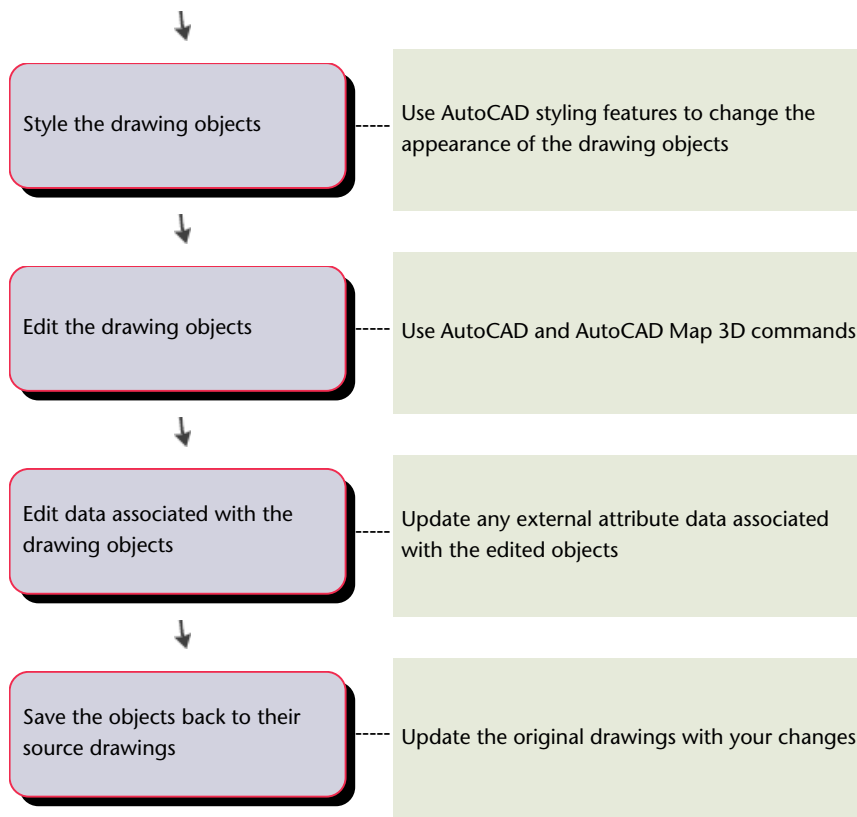 Style the drawing objects
Use AutoCAD styling features to change the
appearance of the drawing objects
Edit the drawing objects
Use AutoCAD and AutoCAD Map 3D commands
Edit data associated with the
drawing objects
Update any external attribute data associated
with the edited objects
Save the objects back to their
source drawings
Update the original drawings with your changes